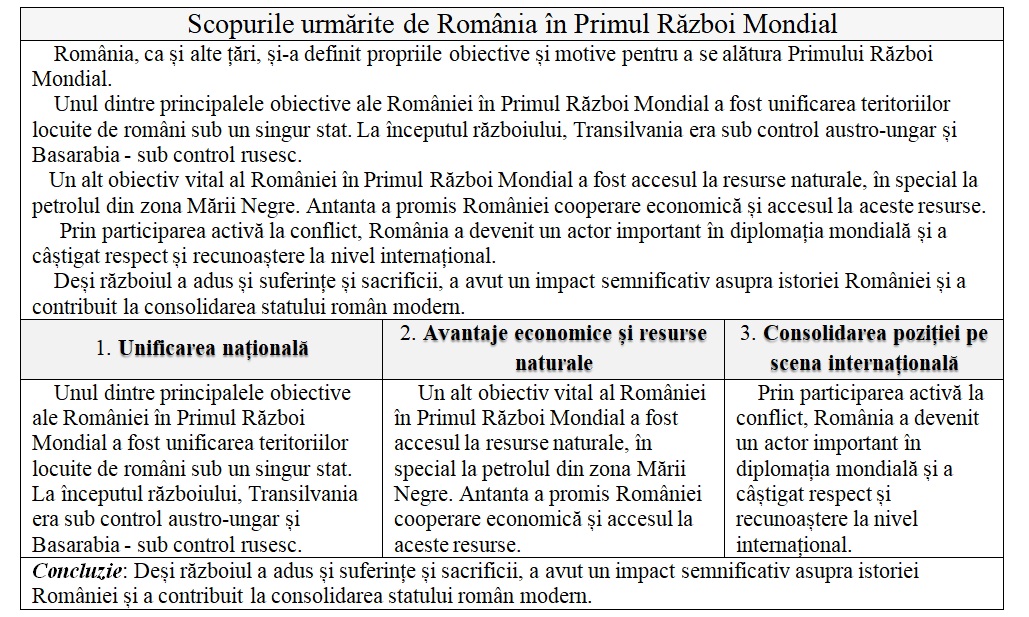 Scopurile urmărite de România în Primul Război Mondial
România, ca și alte țări, și-a definit propriile obiective și motive pentru a se alătura Primului Război
Mondial.
Unul dintre principalele obiective ale României în Primul Război Mondial a fost unificarea teritoriilor
locuite de români sub un singur stat. La începutul războiului, Transilvania era sub control austro-ungar și
Basarabia - sub control rusesc.
Un alt obiectiv vital al României în Primul Război Mondial a fost accesul la resurse naturale, în special la
petrolul din zona Mării Negre. Antanta a promis României cooperare economică și accesul la aceste resurse.
Prin participarea activă la conflict, România a devenit un actor important în diplomația mondială și a
câștigat respect și recunoaștere la nivel internațional.
Deși războiul a adus și suferințe și sacrificii, a avut un impact semnificativ asupra istoriei României și a
contribuit la consolidarea statului român modern.
1. Unificarea națională
2. Avantaje economice și resurse
naturale
3. Consolidarea poziției pe
scena internațională
Unul dintre principalele obiective
ale României în Primul Război
Mondial a fost unificarea teritoriilor
locuite de români sub un singur stat.
La începutul războiului, Transilvania
era sub control austro-ungar și
Basarabia - sub control rusesc.
Un alt obiectiv vital al României
în Primul Război Mondial a fost
accesul la resurse naturale, în
special la petrolul din zona Mării
Negre. Antanta a promis României
cooperare economică și accesul la
aceste resurse.
Prin participarea activă la
conflict, România a devenit
un actor important în
diplomația mondială și a
câștigat respect și
recunoaștere la nivel
internațional.
Concluzie: Deși războiul a adus și suferințe și sacrificii, a avut un impact semnificativ asupra istoriei
României și a contribuit la consolidarea statului român modern.